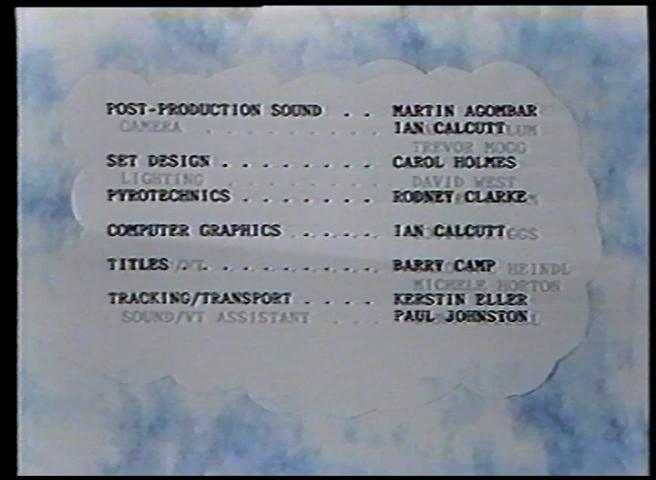 POST-PRODUCTION SOUND . . MARTIN AGOMBAR
CAMERA . . . . . . . . . IAN CALCUTT
TREVOR MOGG
SET DESIGN . . . . . . . CAROL HOLMES
LIGHTING . . . . . . . . DAVID WEST
PYROTECHNICS . . . . . . RODNEY CLARKE
COMPUTER GRAPHICS . . . . . IAN CALCUTT
TITLES . . . . . . . . . BARRY CAMP HEINDL
MICHELE HORTON
TRACKING/TRANSPORT . . . . KERSTIN ELLER
SOUND/VT ASSISTANT . . . PAUL JOHNSTON